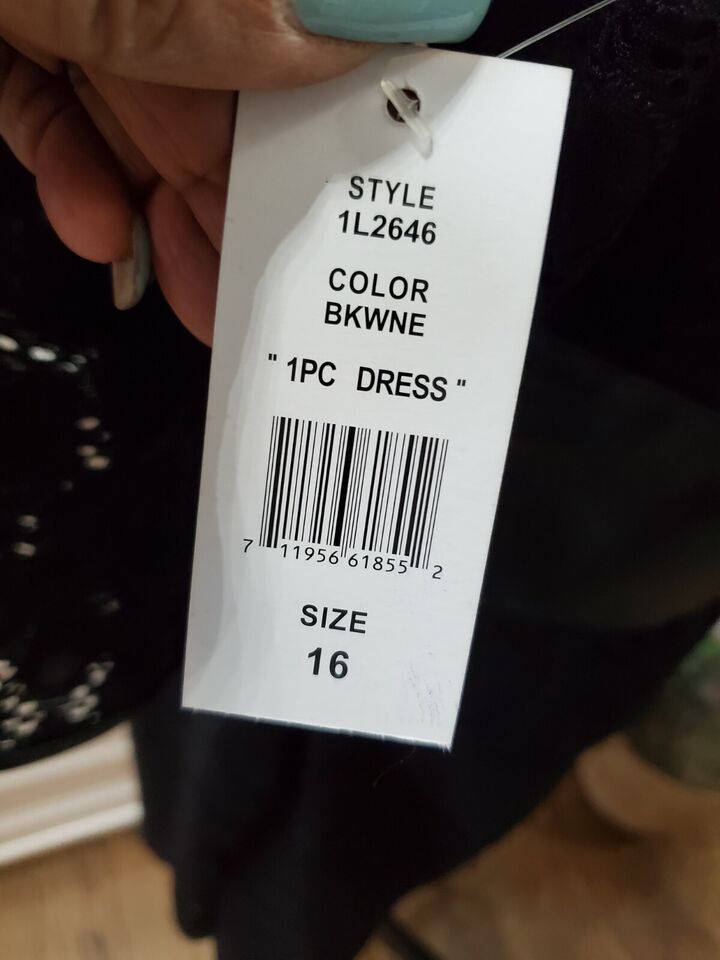 STYLE
1L2646
COLOR
BKWNE
" 1PC DRESS "
7 11956 61855 2
SIZE
16